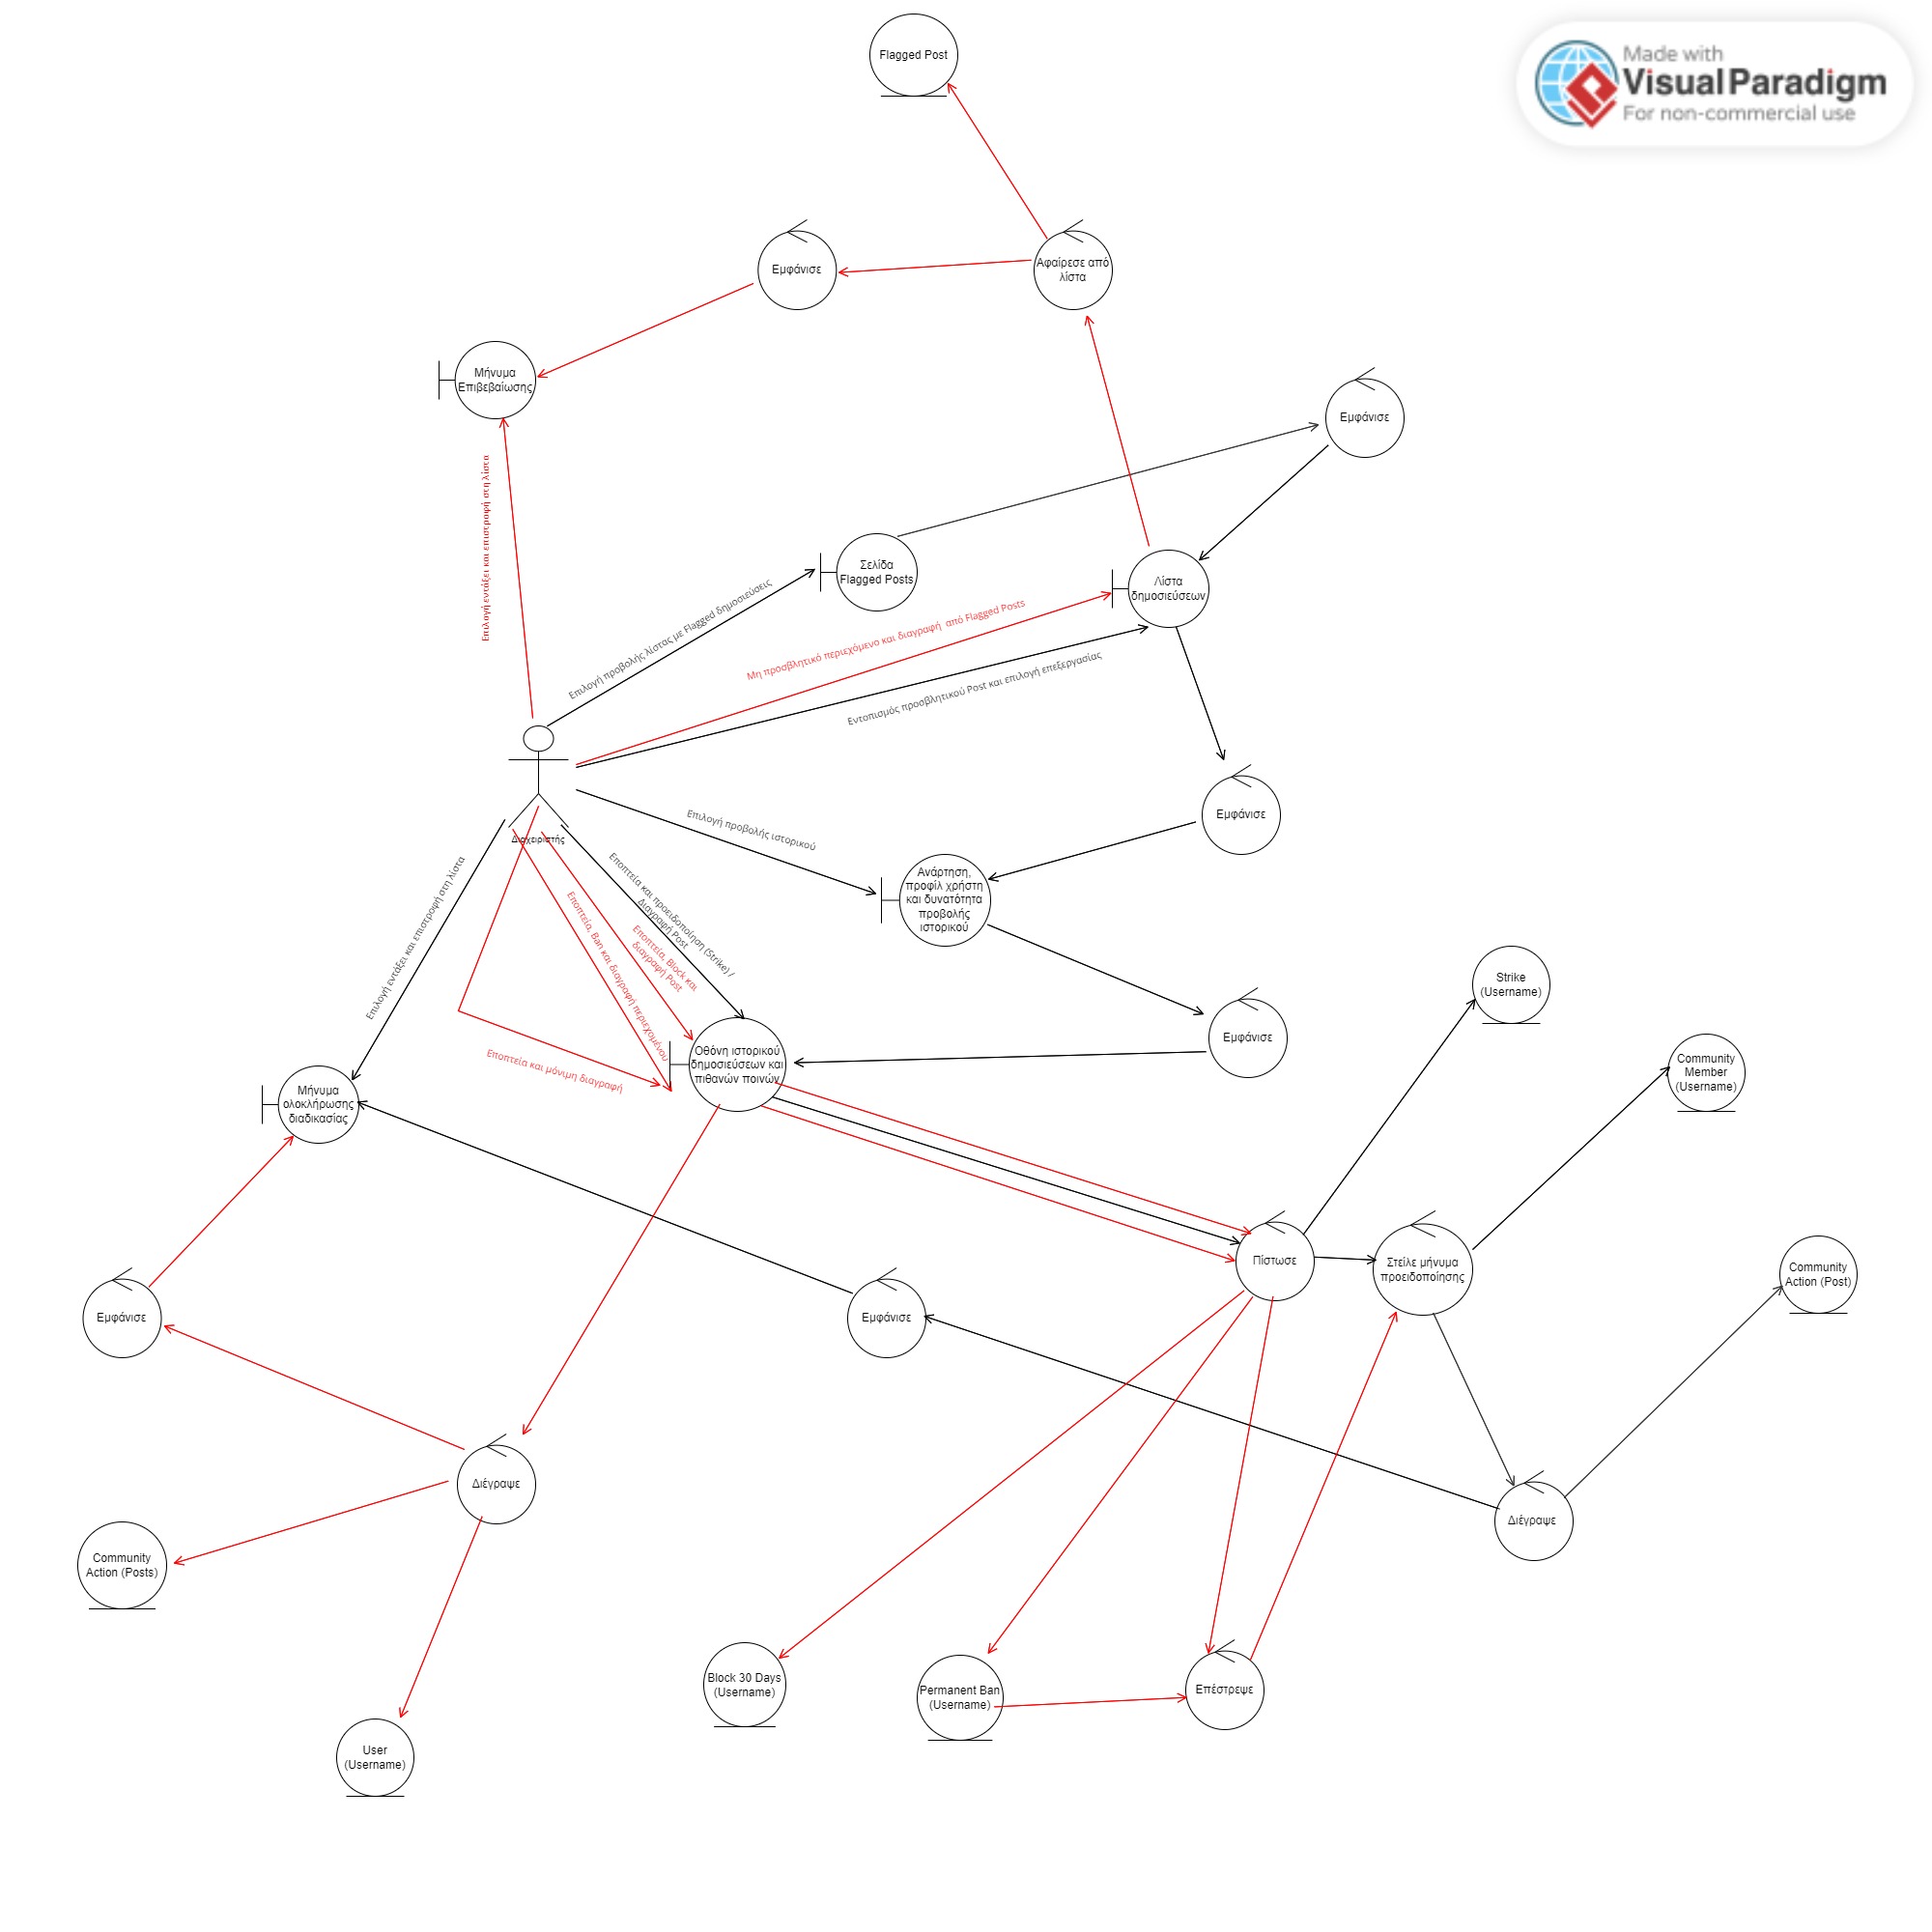 Flagged Post
Made with
Visual Paradigm
For non-commercial use
Εμφάνισε
Αφαίρεσε από
λίστα
Μήνυμα
Επιβεβαίωσης
Εμφάνισε
Επιλογή εντάξει και επιστροφή στη λίστα
Σελίδα
Flagged Posts
Λίστα
δημοσιεύσεων
Επιλογή προβολής λίστας με Flagged δημοσιεύσεις
Μη προσβλητικό περιεχόμενο και διαγραφή από Flagged Posts
Εντοπισμός προσβλητικού Post και επιλογή επεξεργασίας
Διαχειριστής
Επιλογή προβολής ιστορικού
Εμφάνισε
Ανάρτηση,
προφίλ χρήστη
και δυνατότητα
προβολής
ιστορικού
Επιλογή εντάξει και επιστροφή στη λίστα
Εποπτεία και προειδοποίηση (Strike) /
Διαγραφή Post
Εποπτεία, Block και
διαγραφή Post
Εποπτεία, Ban και διαγραφή περιεχομένου
Εποπτεία και μόνιμη διαγραφή
Strike
(Username)
Εμφάνισε
Οθόνη ιστορικού
δημοσιεύσεων και
πιθανών ποινών
Community
Member
(Username)
Μήνυμα
ολοκλήρωσης
διαδικασίας
Πίστωσε
Στείλε μήνυμα
προειδοποίησης
Community
Action (Post)
Εμφάνισε
Εμφάνισε
Διέγραψε
Διέγραψε
Community
Action (Posts)
Block 30 Days
(Username)
Permanent Ban
(Username)
Επέστρεψε
User
(Username)